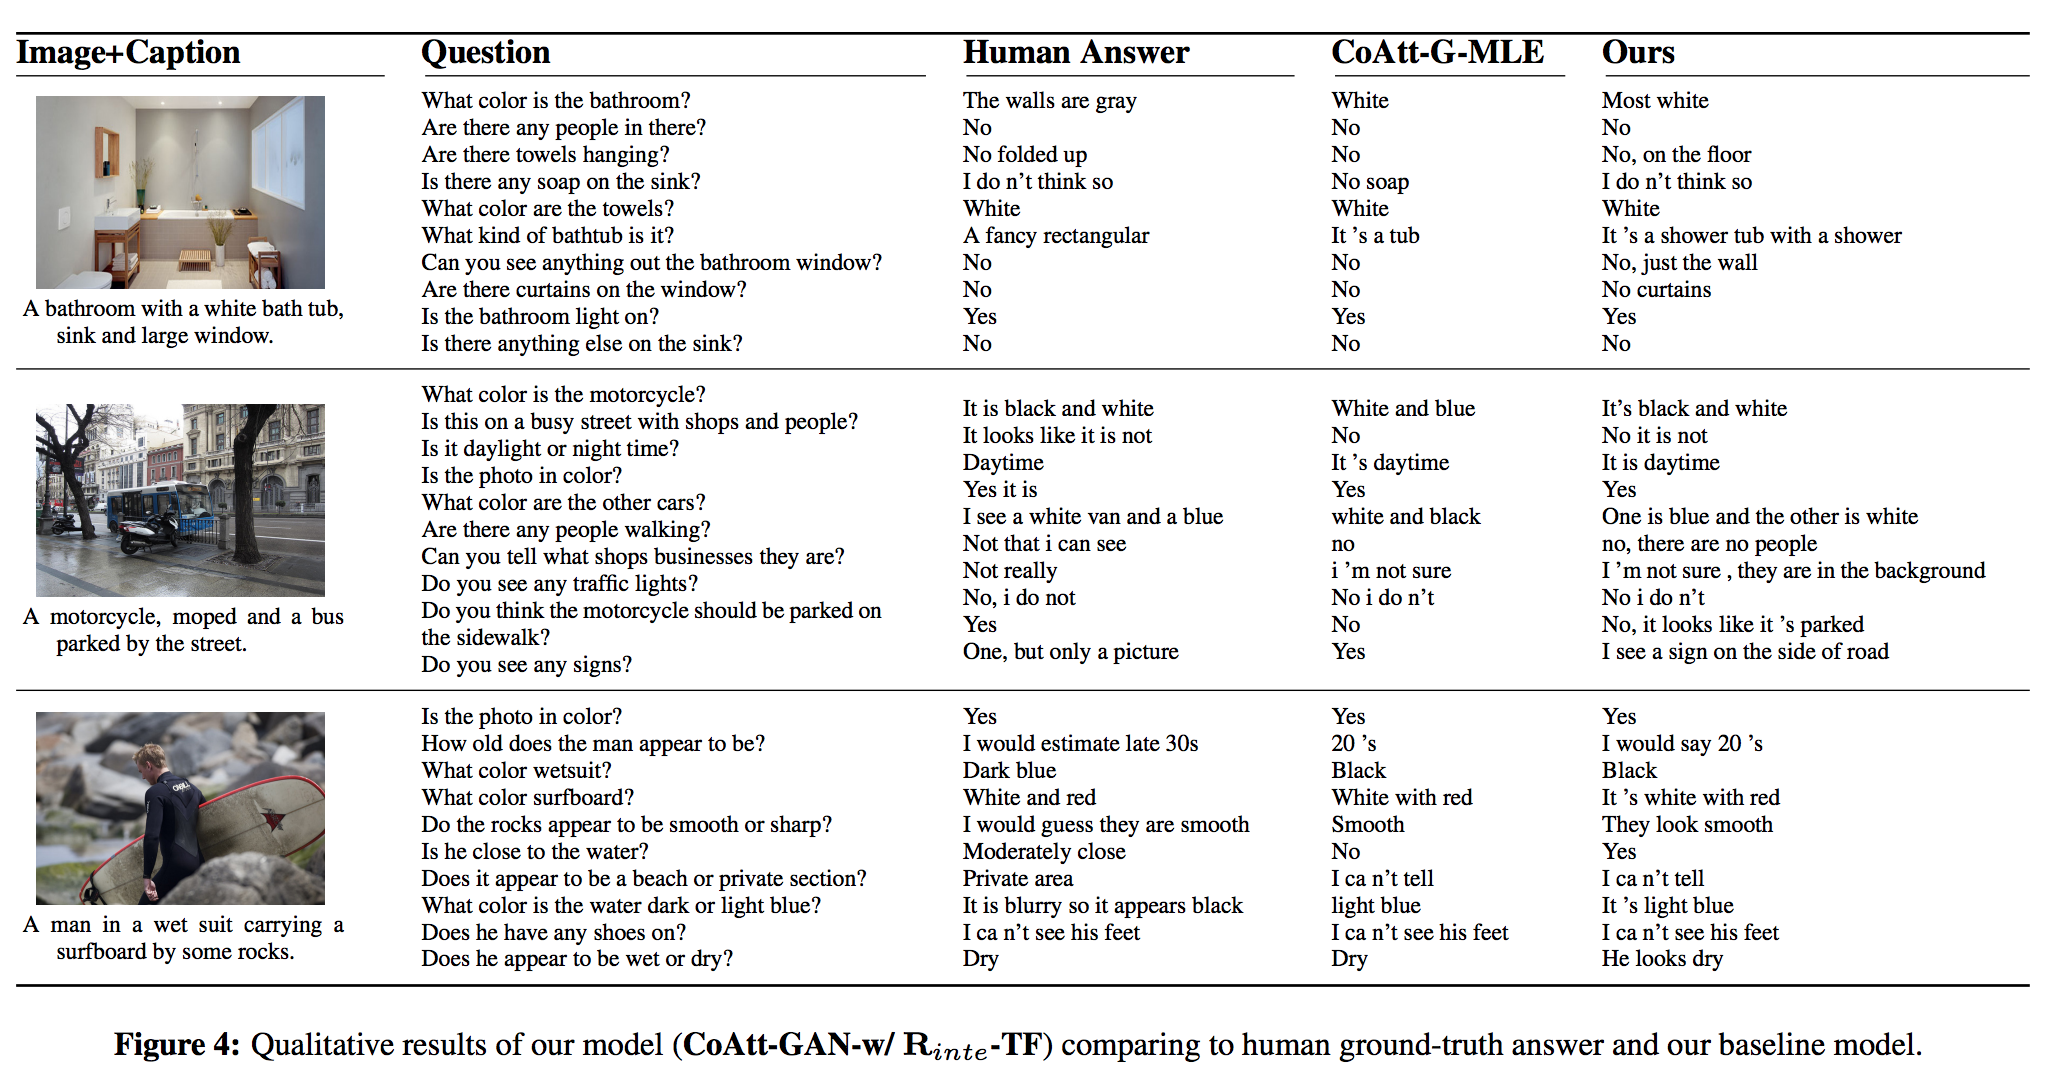 Image+Caption Question Human Answer CoAtt-G-MLE Ours
What color is the bathroom? The walls are gray White Most white
Are there any people in there? No No No
Are there towels hanging? No folded up No No, on the floor
Is there any soap on the sink? I do n't think so No soap I do n't think so
What color are the towels? White White White
What kind of bathtub is it? A fancy rectangular It 's a tub It 's a shower tub with a shower
Can you see anything out the bathroom window? No No No, just the wall
Are there curtains on the window? No No No curtains
Is the bathroom light on? Yes Yes Yes
Is there anything else on the sink? No No No
A bathroom with a white bath tub,
sink and large window.
What color is the motorcycle?
Is this on a busy street with shops and people?
Is it daylight or night time?
Is the photo in color?
What color are the other cars?
Are there any people walking?
Can you tell what shops businesses they are?
Do you see any traffic lights?
Do you think the motorcycle should be parked on
the sidewalk?
Do you see any signs?
It is black and white White and blue It's black and white
It looks like it is not No No it is not
Daytime It 's daytime It is daytime
Yes it is Yes Yes
I see a white van and a blue white and black One is blue and the other is white
Not that i can see no no, there are no people
Not really i 'm not sure I 'm not sure , they are in the background
No, i do not No i do n't No i do n't
Yes No No, it looks like it 's parked
One, but only a picture Yes I see a sign on the side of road
A motorcycle, moped and a bus
parked by the street.
Is the photo in color? Yes Yes Yes
How old does the man appear to be? I would estimate late 30s 20 's I would say 20 's
What color wetsuit? Dark blue Black Black
What color surfboard? White and red White with red It 's white with red
Do the rocks appear to be smooth or sharp? I would guess they are smooth Smooth They look smooth
Is he close to the water? Moderately close No Yes
Does it appear to be a beach or private section? Private area I ca n't tell I ca n't tell
What color is the water dark or light blue? It is blurry so it appears black light blue It 's light blue
Does he have any shoes on? I ca n't see his feet I ca n't see his feet I ca n't see his feet
Does he appear to be wet or dry? Dry Dry He looks dry
A man in a wet suit carrying a
surfboard by some rocks.
Figure 4: Qualitative results of our model (CoAtt-GAN-w/ R_inte-TF) comparing to human ground-truth answer and our baseline model.